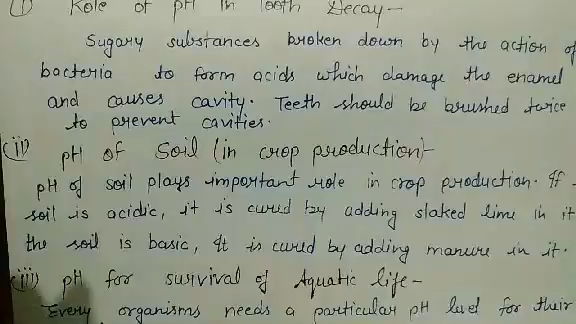 (i) Role of pH in Tooth Decay-
Sugary substances broken down by the action of
bacteria to form acids which damage the enamel
and causes cavity. Teeth should be brushed twice
to prevent cavities.
(ii) pH of Soil (in crop production)-
pH of soil plays important role in crop production. If
soil is acidic, it is cured by adding slaked lime in it
the soil is basic, It is cured by adding manure in it.
(iii) pH for survival of Aquatic life-
Every organisms needs a particular pH level for their